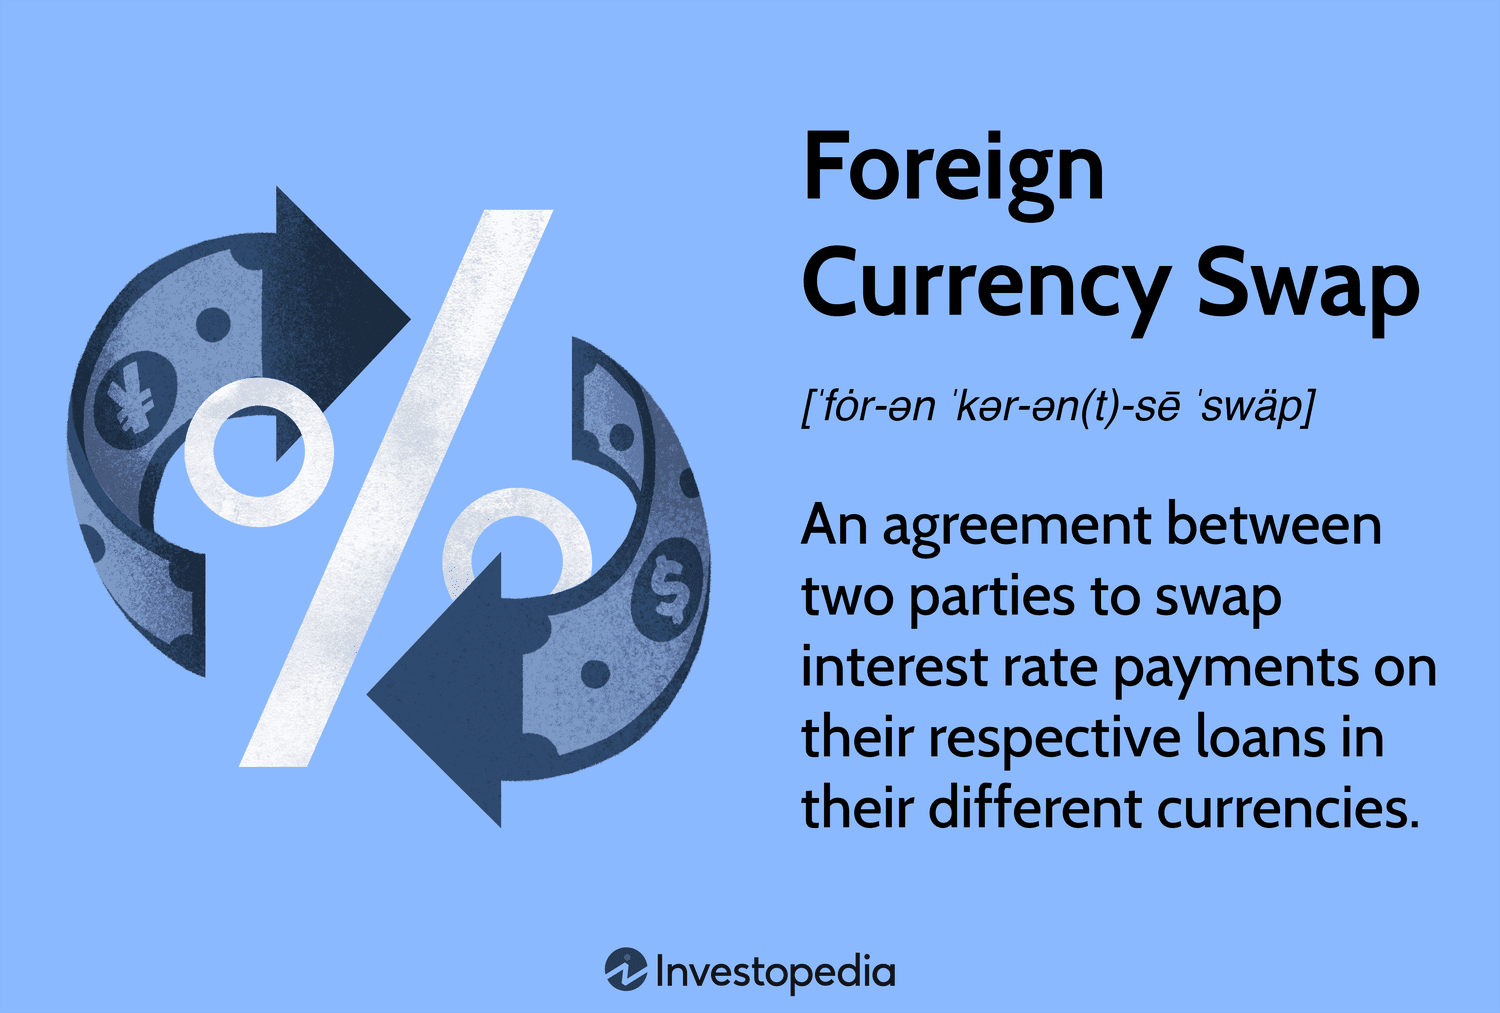 Foreign
Currency Swap
[ˈfȯr-ən ˈkər-ən(t)-sē ˈswäp]
An agreement between
two parties to swap
interest rate payments on
their respective loans in
their different currencies.
¥
$
%
Investopedia